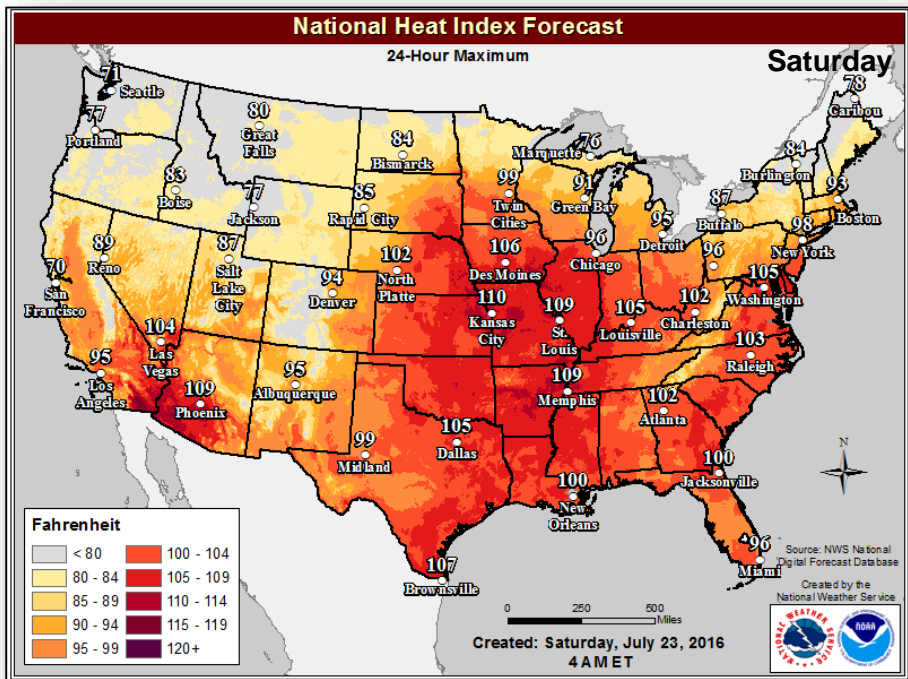 National Heat Index Forecast
24-Hour Maximum
Saturday
71
Seattle
77
Portland
80
Great
Falls
84
Bismarck
76
Marquette
78
Caribou
84
Burlington
83
Boise
77
Jackson
85
Rapid City
99
Twin
Cities
91
Green Bay
95
Detroit
87
Buffalo
93
Boston
98
New York
89
Reno
87
Salt
Lake
City
102
North
Platte
106
Des Moines
96
Chicago
96
70
San
Francisco
94
Denver
110
Kansas
City
109
St.
Louis
105
Louisville
102
Charleston
105
Washington
104
Las
Vegas
103
Raleigh
95
Los
Angeles
109
Phoenix
95
Albuquerque
109
Memphis
102
Atlanta
99
Midland
105
Dallas
100
Jacksonville
100
New
Orleans
107
Brownsville
96
Miami
N
Fahrenheit
< 80
80 - 84
85 - 89
90 - 94
95 - 99
100 - 104
105 - 109
110 - 114
115 - 119
120+
0 250 500
Miles
Created: Saturday, July 23, 2016
4 AM ET
Source: NWS National
Digital Forecast Database
Created by the
National Weather Service
NATIONAL WEATHER SERVICE
NOAA